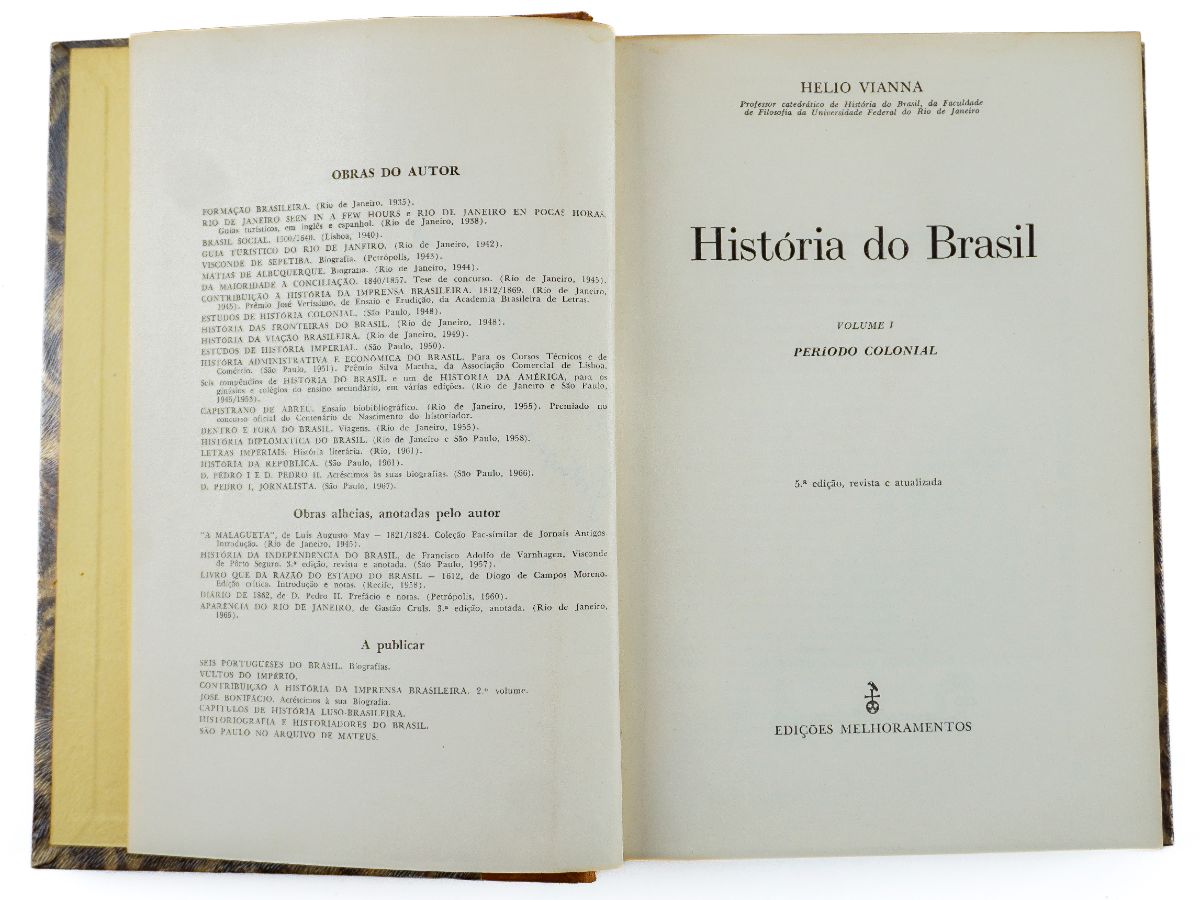 OBRAS DO AUTOR
FORMAÇÃO BRASILEIRA. (Rio de Janeiro, 1935).
RIO DE JANEIRO SEEN IN A FEW HOURS e RIO DE JANEIRO EN POCAS HORAS.
Guias turísticos, em inglês e espanhol. (Rio de Janeiro, 1938).
BRASIL SOCIAL. 1500/1640. (Lisboa, 1940).
GUIA TURÍSTICO DO RIO DE JANEIRO. (Rio de Janeiro, 1942).
VISCONDE DE SEPETIBA. Biografia. (Petrópolis, 1943).
MATIAS DE ALBUQUERQUE. Biografia. (Rio de Janeiro, 1944).
DA MAIORIDADE A CONCILIAÇÃO. 1840/1857. Tese de concurso. (Rio de Janeiro, 1945).
CONTRIBUIÇÃO À HISTÓRIA DA IMPRENSA BRASILEIRA. 1812/1869. (Rio de Janeiro,
1945). Prêmio José Veríssimo, de Ensaio e Erudição, da Academia Brasileira de Letras.
ESTUDOS DE HISTÓRIA COLONIAL. (São Paulo, 1948).
HISTÓRIA DAS FRONTEIRAS DO BRASIL. (Rio de Janeiro, 1948).
HISTÓRIA DA VIAÇÃO BRASILEIRA. (Rio de Janeiro, 1949).
ESTUDOS DE HISTÓRIA IMPERIAL. (São Paulo, 1950).
HISTÓRIA ADMINISTRATIVA E ECONÔMICA DO BRASIL. Para os Cursos Técnicos e de
Comércio. (São Paulo, 1951). Prêmio Silva Martha, da Associação Comercial de Lisboa.
Seis compêndios de HISTÓRIA DO BRASIL e um de HISTÓRIA DA AMÉRICA, para os
ginásios e colégios no ensino secundário, em várias edições. (Rio de Janeiro e São Paulo,
1945/1953).
CAPISTRANO DE ABREU. Ensaio biobibliográfico. (Rio de Janeiro, 1955). Premiado no
concurso oficial do Centenário de Nascimento do historiador.
DENTRO E FORA DO BRASIL. Viagens. (Rio de Janeiro, 1955).
HISTÓRIA DIPLOMÁTICA DO BRASIL. (Rio de Janeiro e São Paulo, 1958).
LETRAS IMPERIAIS. História literária. (Rio, 1961).
HISTÓRIA DA REPÚBLICA. (São Paulo, 1961).
D. PEDRO I E D. PEDRO II. Acréscimos às suas biografias. (São Paulo, 1966).
D. PEDRO I, JORNALISTA. (São Paulo, 1967).
Obras alheias, anotadas pelo autor
"A MALAGUETA", de Luís Augusto May — 1821/1824. Coleção Fac-similar de Jornais Antigos.
Introdução. (Rio de Janeiro, 1945).
HISTÓRIA DA INDEPENDÊNCIA DO BRASIL, de Francisco Adolfo de Varnhagen, Visconde
de Pôrto Seguro. 3.ª edição, revista e anotada. (São Paulo, 1957).
LIVRO QUE DÁ RAZÃO DO ESTADO DO BRASIL — 1612, de Diogo de Campos Moreno.
Edição crítica. Introdução e notas. (Recife, 1958).
DIÁRIO DE 1862, de D. Pedro II. Prefácio e notas. (Petrópolis, 1960).
APARÊNCIA DO RIO DE JANEIRO, de Gastão Cruls. 3.ª edição, anotada. (Rio de Janeiro,
1965).
A publicar
SEIS PORTUGUÊSES DO BRASIL. Biografias.
VULTOS DO IMPÉRIO.
CONTRIBUIÇÃO À HISTÓRIA DA IMPRENSA BRASILEIRA. 2.º volume.
JOSÉ BONIFÁCIO. Acréscimos à sua Biografia.
CAPÍTULOS DE HISTÓRIA LUSO-BRASILEIRA.
HISTORIOGRAFIA E HISTORIADORES DO BRASIL.
SÃO PAULO NO ARQUIVO DE MATEUS.
HELIO VIANNA
Professor catedrático de História do Brasil, da Faculdade
de Filosofia da Universidade Federal do Rio de Janeiro
História do Brasil
VOLUME I
PERÍODO COLONIAL
5.ª edição, revista e atualizada
EDIÇÕES MELHORAMENTOS